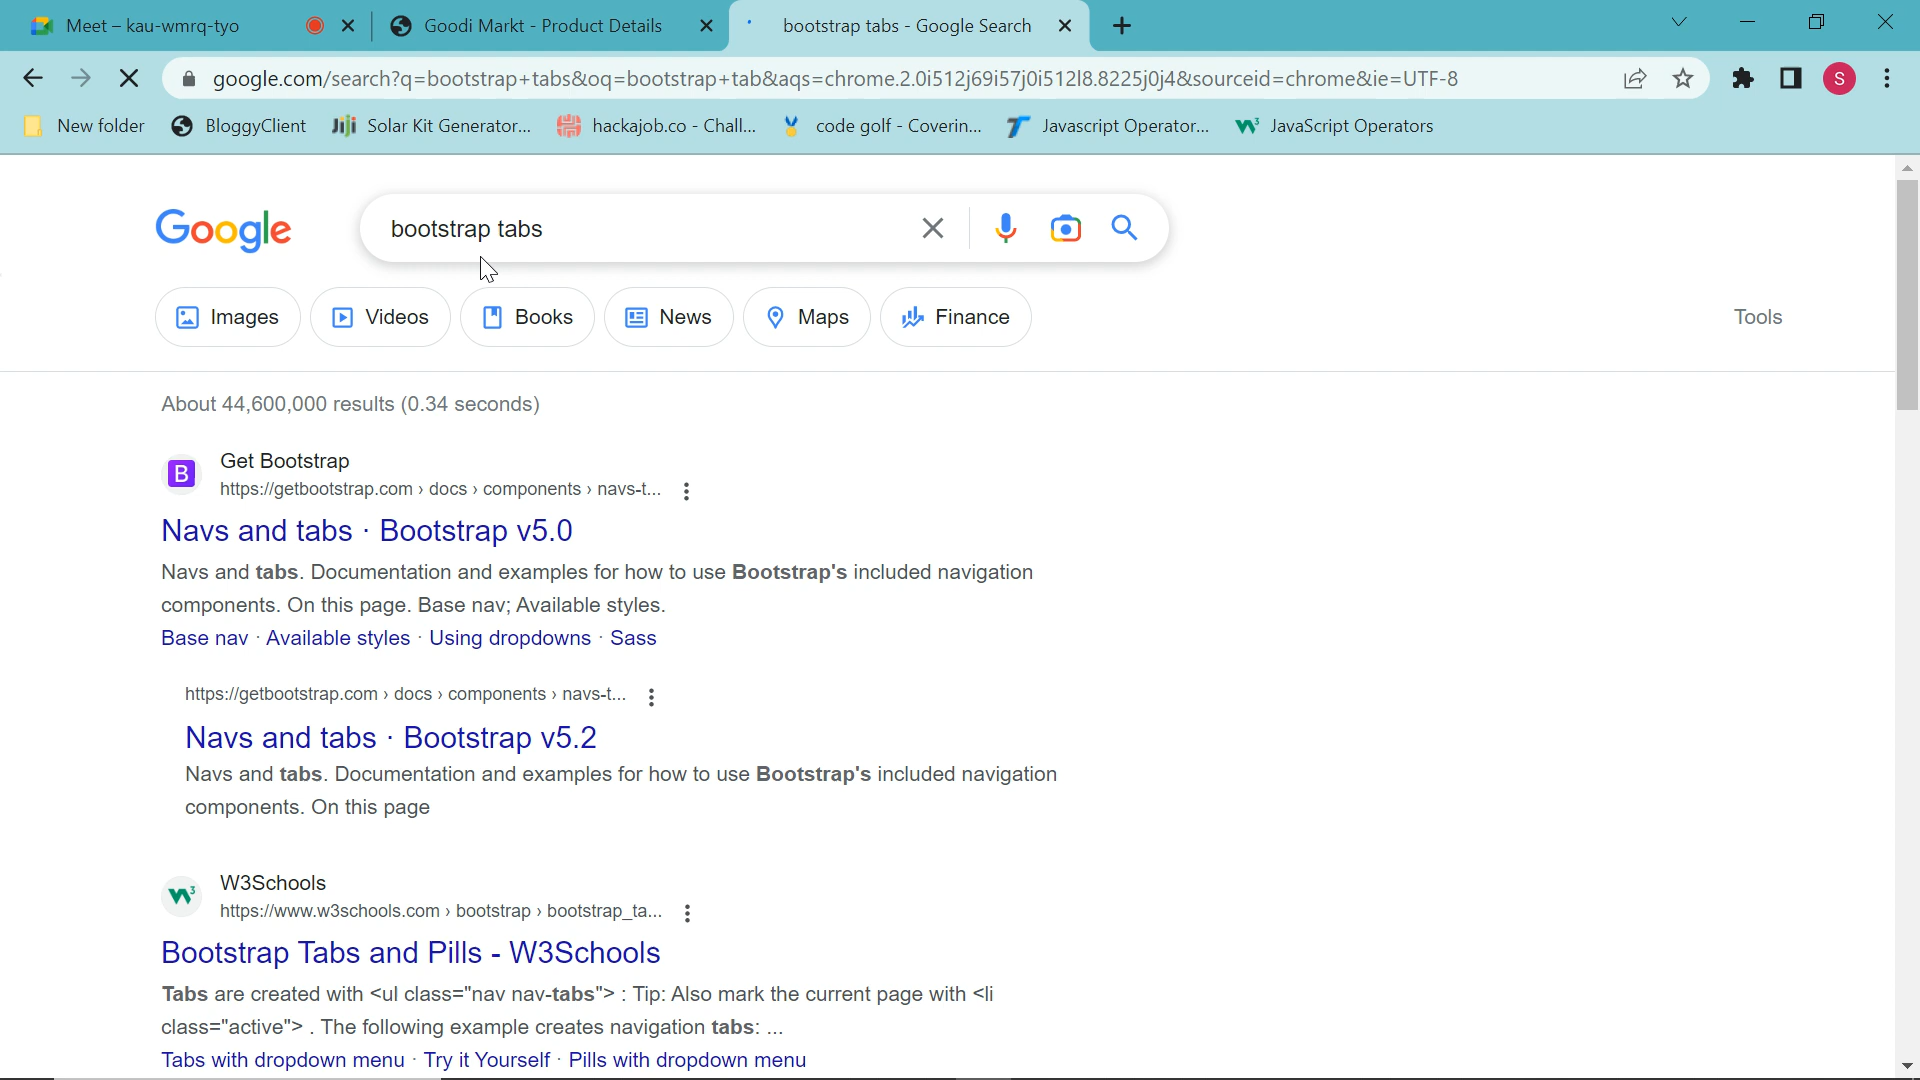 Meet – kau-wmrq-tyo
Goodi Markt - Product Details
bootstrap tabs - Google Search
google.com/search?q=bootstrap+tabs&oq=bootstrap+tab&aqs=chrome.2.0i512j69i57j0i512l8.8225j0j4&sourceid=chrome&ie=UTF-8
S
New folder
BloggyClient
Jiji
Solar Kit Generator...
hackajob.co - Chall...
code golf - Coverin...
Javascript Operator...
JavaScript Operators
Google
bootstrap tabs
Images
Videos
Books
News
Maps
Finance
Tools
About 44,600,000 results (0.34 seconds)
B
Get Bootstrap
https://getbootstrap.com › docs › components › navs-t...
Navs and tabs · Bootstrap v5.0
Navs and tabs. Documentation and examples for how to use Bootstrap's included navigation
components. On this page. Base nav; Available styles.
Base nav · Available styles · Using dropdowns · Sass
https://getbootstrap.com › docs › components › navs-t...
Navs and tabs · Bootstrap v5.2
Navs and tabs. Documentation and examples for how to use Bootstrap's included navigation
components. On this page
W3Schools
https://www.w3schools.com › bootstrap › bootstrap_ta...
Bootstrap Tabs and Pills - W3Schools
Tabs are created with <ul class="nav nav-tabs"> : Tip: Also mark the current page with <li
class="active"> . The following example creates navigation tabs: ...
Tabs with dropdown menu · Try it Yourself · Pills with dropdown menu